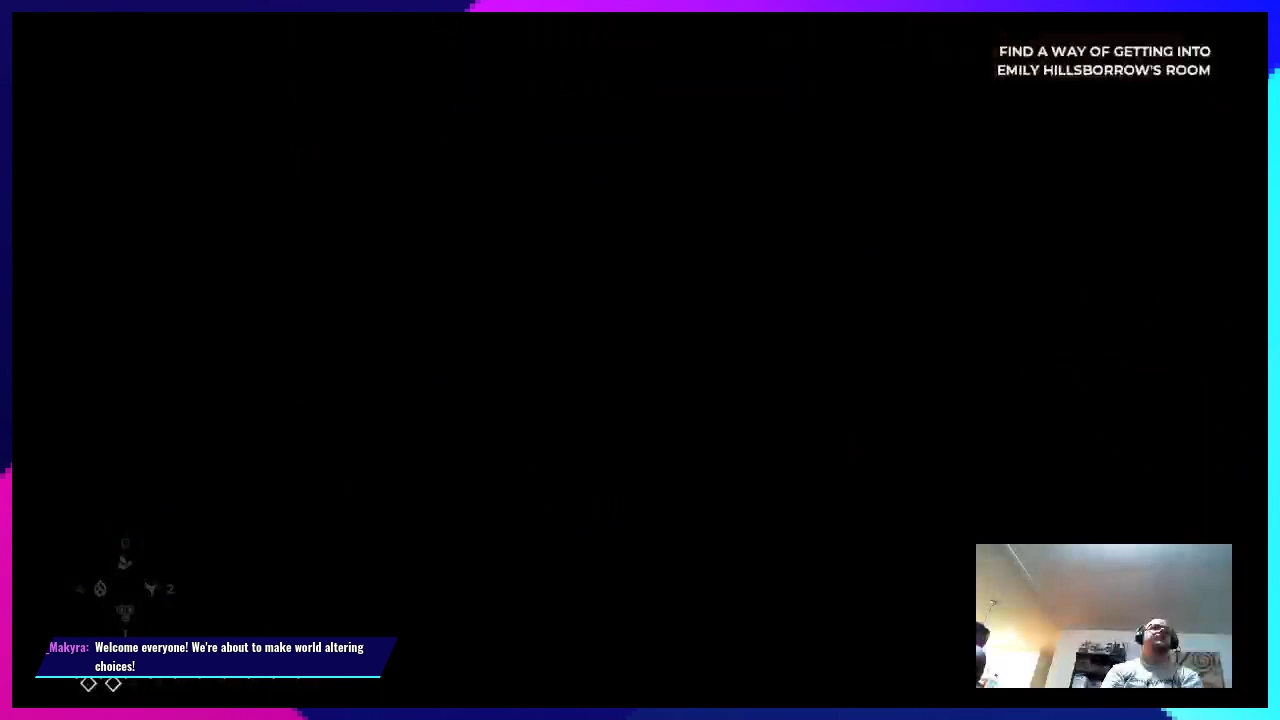 FIND A WAY OF GETTING INTO
EMILY HILLSBORROW'S ROOM
2
_Makyra: Welcome everyone! We're about to make world altering
choices!